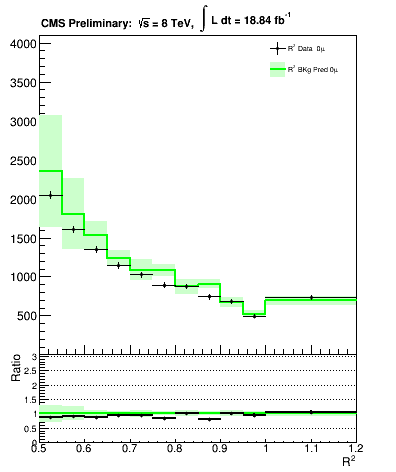 CMS Preliminary: √s = 8 TeV, ∫ L dt = 18.84 fb⁻¹
4000
R² Data 0μ
R² BKg Pred 0μ
3500
3000
2500
2000
1500
1000
500
Ratio
3
2.5
2
1.5
1
0.5
0
0.5 0.6 0.7 0.8 0.9 1 1.1 1.2
R²